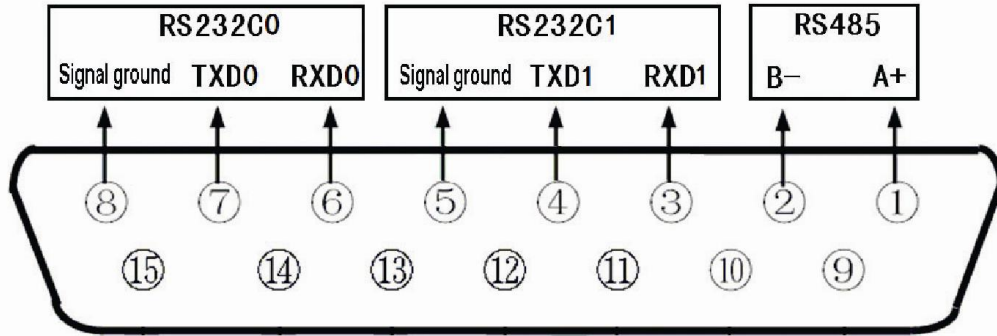 RS232C0
Signal ground TXD0 RXD0
RS232C1
Signal ground TXD1 RXD1
RS485
B- A+
⑧ ⑦ ⑥ ⑤ ④ ③ ② ①
⑮ ⑭ ⑬ ⑫ ⑪ ⑩ ⑨